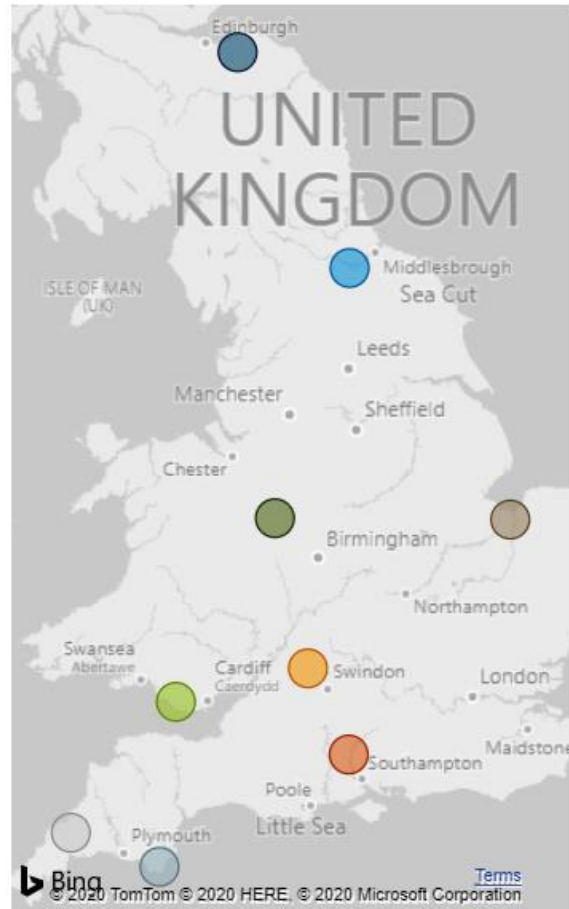 Edinburgh
UNITED
KINGDOM
Middlesbrough
ISLE OF MAN
(UK)
Sea Cut
Leeds
Manchester
Sheffield
Chester
Birmingham
Northampton
Swansea
Abertawe
Cardiff
Caerdydd
Swindon
London
Maidstone
Southampton
Poole
Little Sea
Plymouth
Terms
Bing
© 2020 TomTom © 2020 HERE, © 2020 Microsoft Corporation